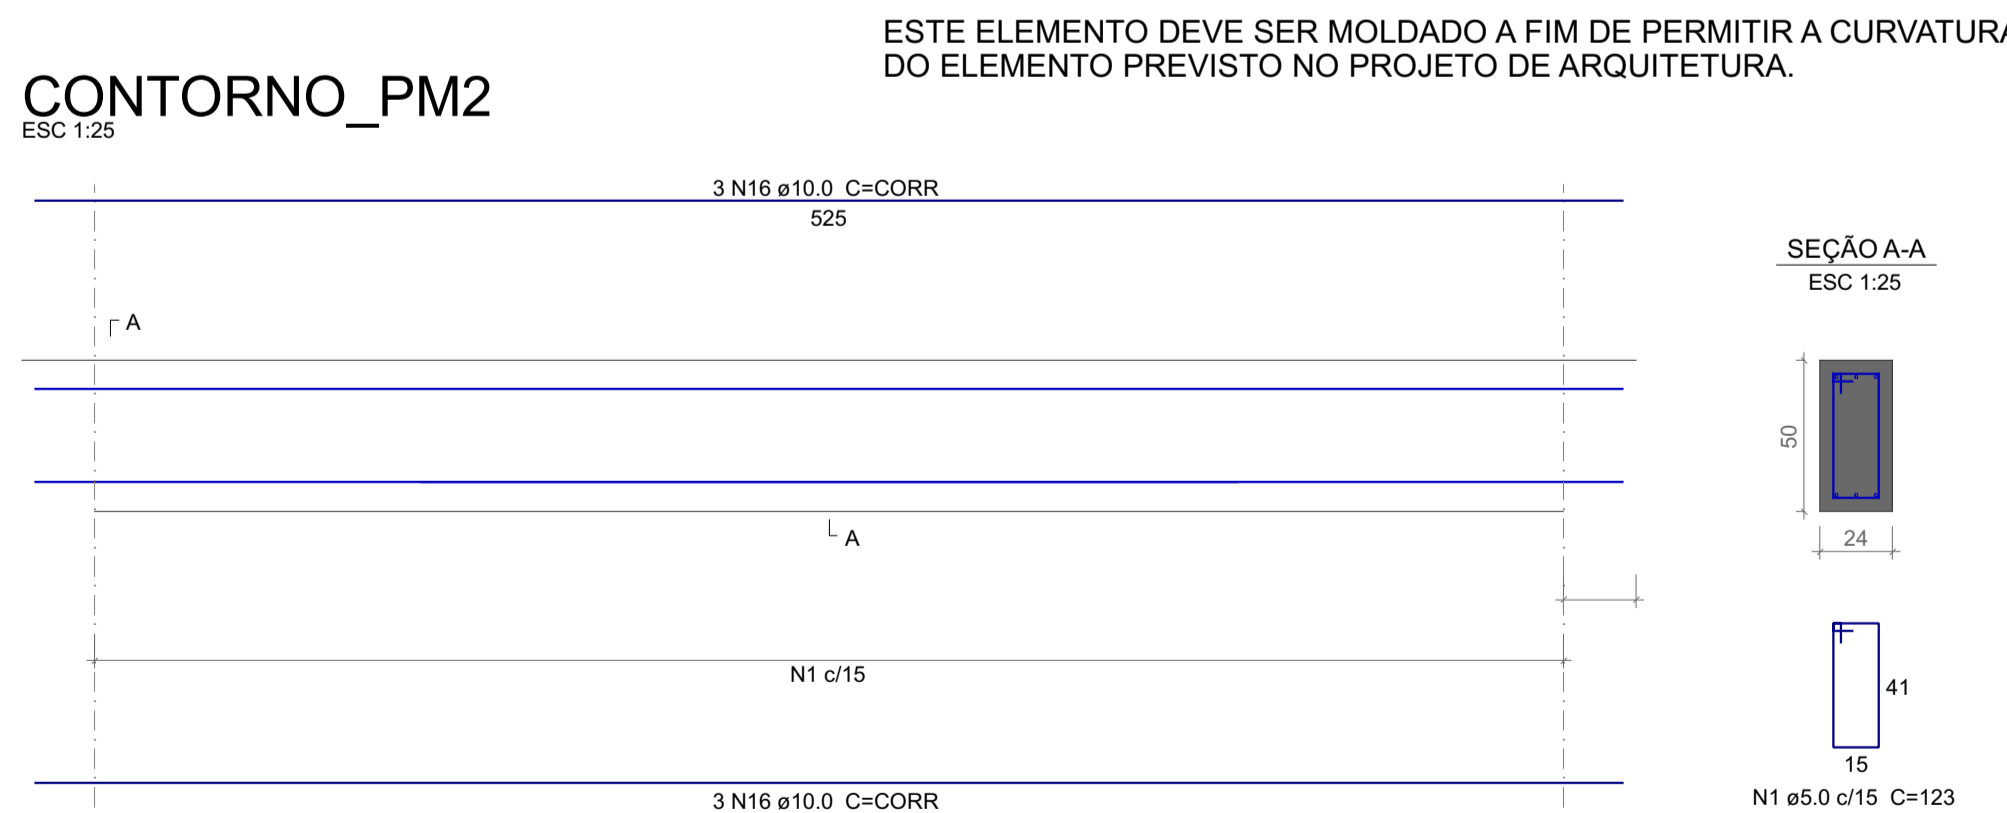 ESTE ELEMENTO DEVE SER MOLDADO A FIM DE PERMITIR A CURVATURA
DO ELEMENTO PREVISTO NO PROJETO DE ARQUITETURA.
CONTORNO_PM2
ESC 1:25
3 N16 ø10.0 C=CORR
525
SEÇÃO A-A
ESC 1:25
A
50
A
24
N1 c/15
41
15
N1 ø5.0 c/15 C=123
3 N16 ø10.0 C=CORR